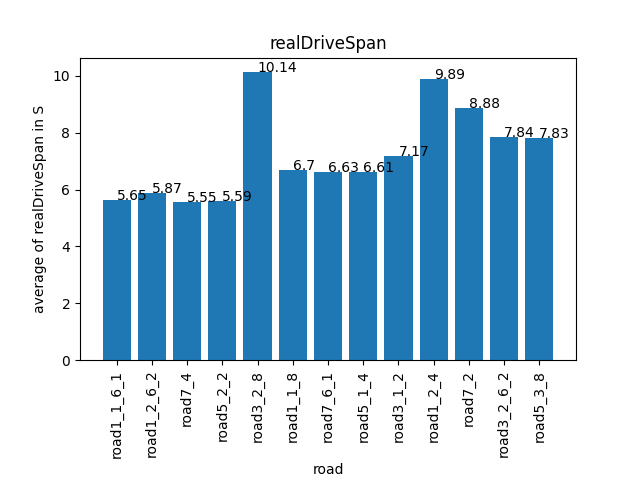 realDriveSpan
average of realDriveSpan in S
10
8
6
4
2
0
5.65
5.87
5.55
5.59
10.14
6.7
6.63
6.61
7.17
9.89
8.88
7.84
7.83
road1_1_6_1
road1_2_6_2
road7_4
road5_2_2
road3_2_8
road1_1_8
road7_6_1
road5_1_4
road3_1_2
road1_2_4
road7_2
road3_2_6_2
road5_3_8
road